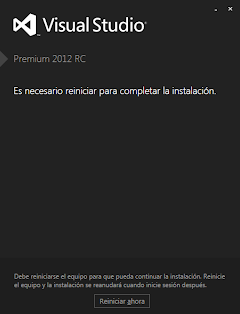 Visual Studio
Premium 2012 RC
Es necesario reiniciar para completar la instalación.
Debe reiniciarse el equipo para que pueda continuar la instalación. Reinicie
el equipo y la instalación se reanudará cuando inicie sesión después.
Reiniciar ahora